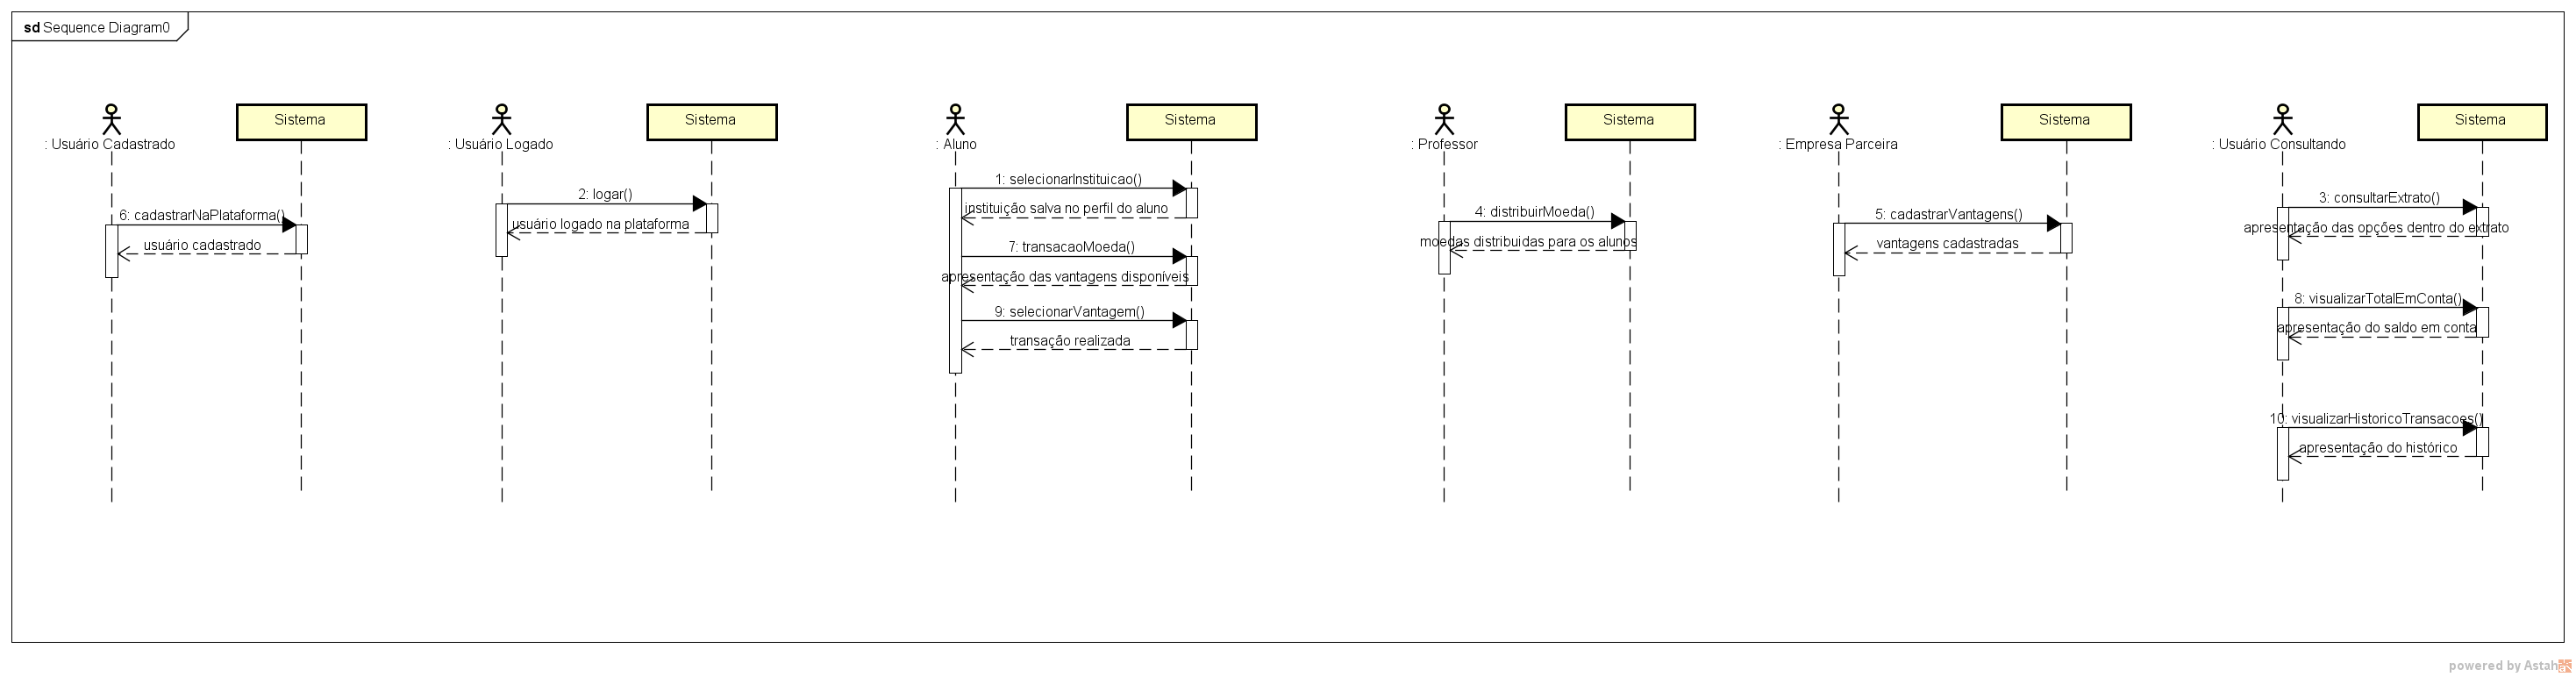 sd Sequence Diagram0
: Usuário Cadastrado
Sistema
6: cadastrarNaPlataforma()
usuário cadastrado
: Usuário Logado
Sistema
2: logar()
usuário logado na plataforma
: Aluno
Sistema
1: selecionarInstituicao()
instituição salva no perfil do aluno
7: transacaoMoeda()
apresentação das vantagens disponíveis
9: selecionarVantagem()
transação realizada
: Professor
Sistema
4: distribuirMoeda()
moedas distribuidas para os alunos
: Empresa Parceira
Sistema
5: cadastrarVantagens()
vantagens cadastradas
: Usuário Consultando
Sistema
3: consultarExtrato()
apresentação das opções dentro do extrato
8: visualizarTotalEmConta()
apresentação do saldo em conta
10: visualizarHistoricoTransacoes()
apresentação do histórico
powered by Astah